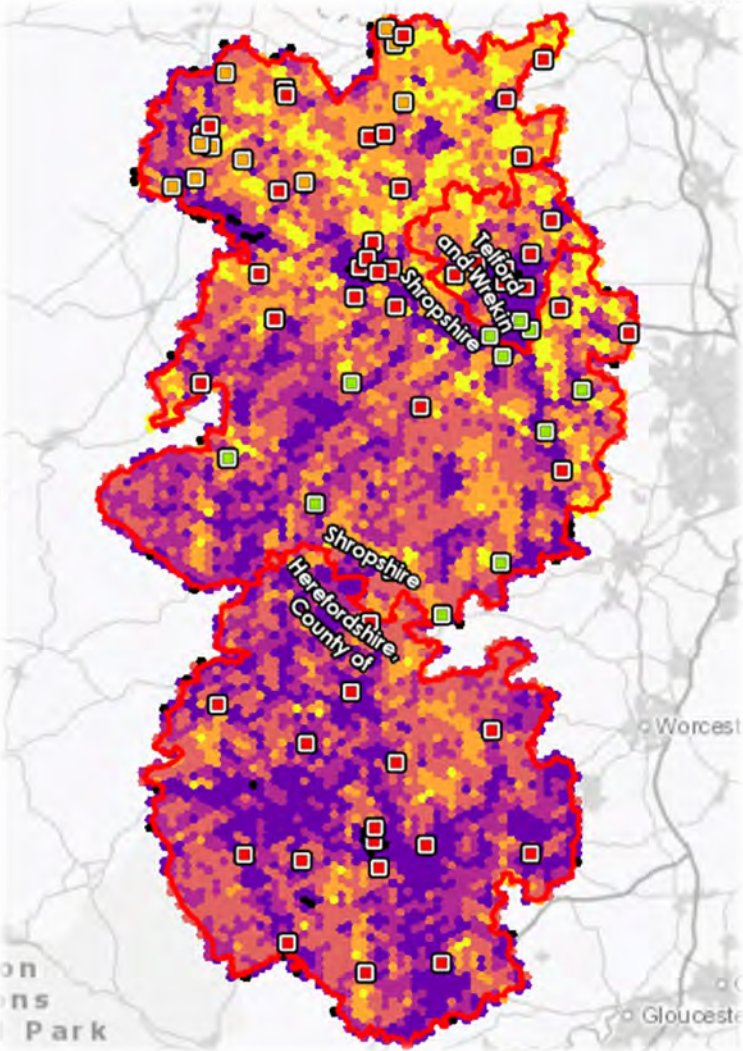 Telford
and Wrekin
Shropshire
Shropshire
Herefordshire,
County of
Worcest
on
ons
Park
Glouceste